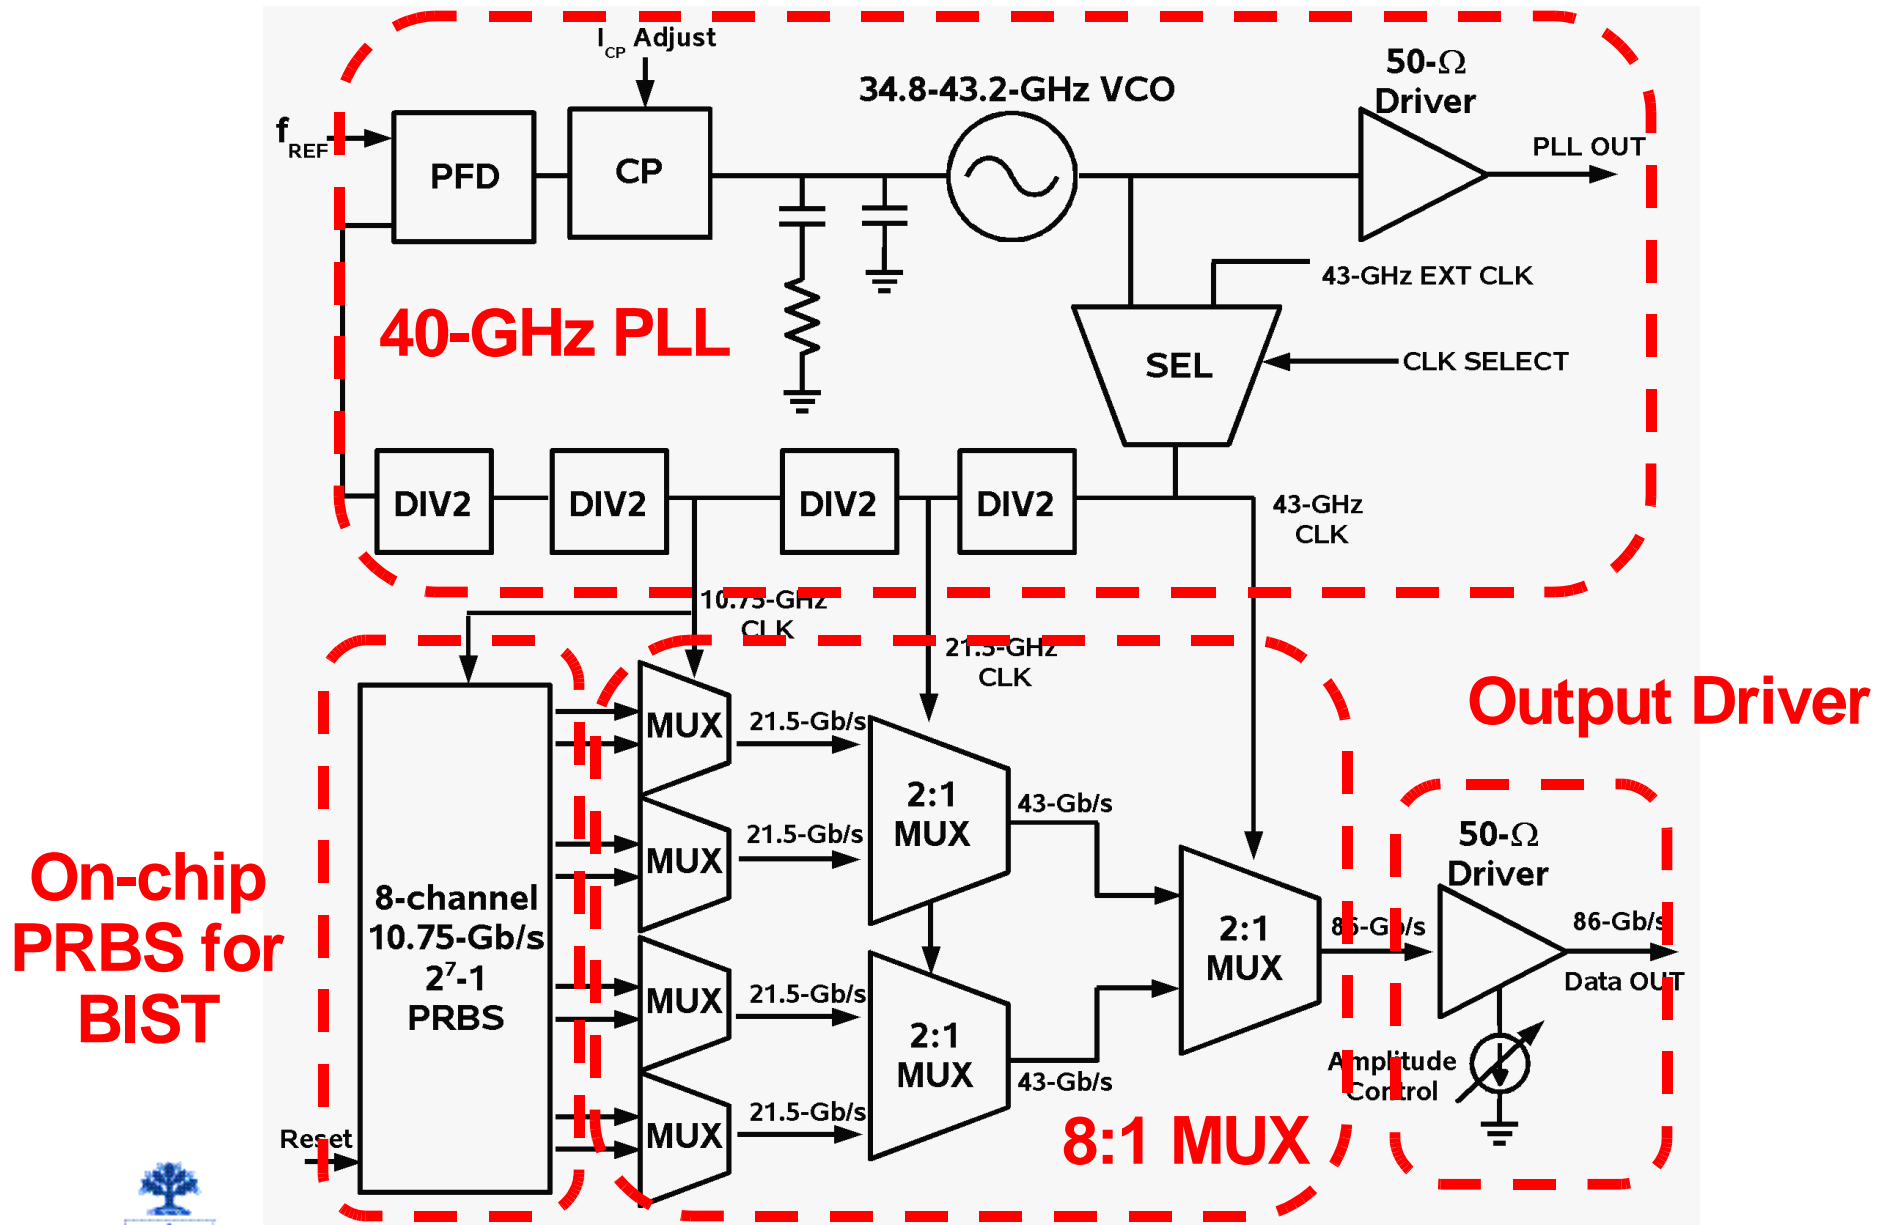 I_CP Adjust
34.8-43.2-GHz VCO
50-Ω
Driver
f_REF
PFD
CP
PLL OUT
43-GHz EXT CLK
40-GHz PLL
SEL
CLK SELECT
DIV2
DIV2
DIV2
DIV2
43-GHz
CLK
10.75-GHz
CLK
21.5-GHz
CLK
Output Driver
MUX
21.5-Gb/s
2:1
MUX
43-Gb/s
MUX
21.5-Gb/s
50-Ω
Driver
On-chip
PRBS for
BIST
8-channel
10.75-Gb/s
2⁷-1
PRBS
2:1
MUX
86-Gb/s
86-Gb/s
Data OUT
MUX
21.5-Gb/s
2:1
MUX
43-Gb/s
Amplitude
Control
MUX
21.5-Gb/s
8:1 MUX
Reset